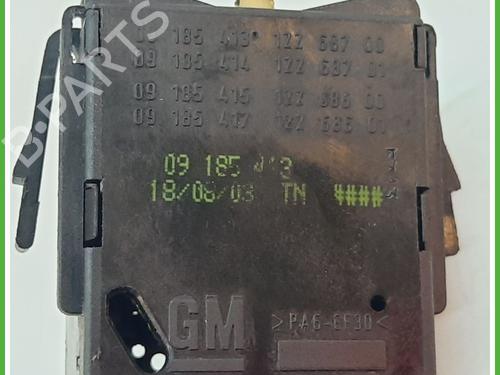 09 185 413 122 687 00
09 185 414 122 687 01
09 185 415 122 686 00
09 185 417 122 686 01
09 185 413
18/08/03 TN ####
GM
>PA6-GF30<
B-PARTS